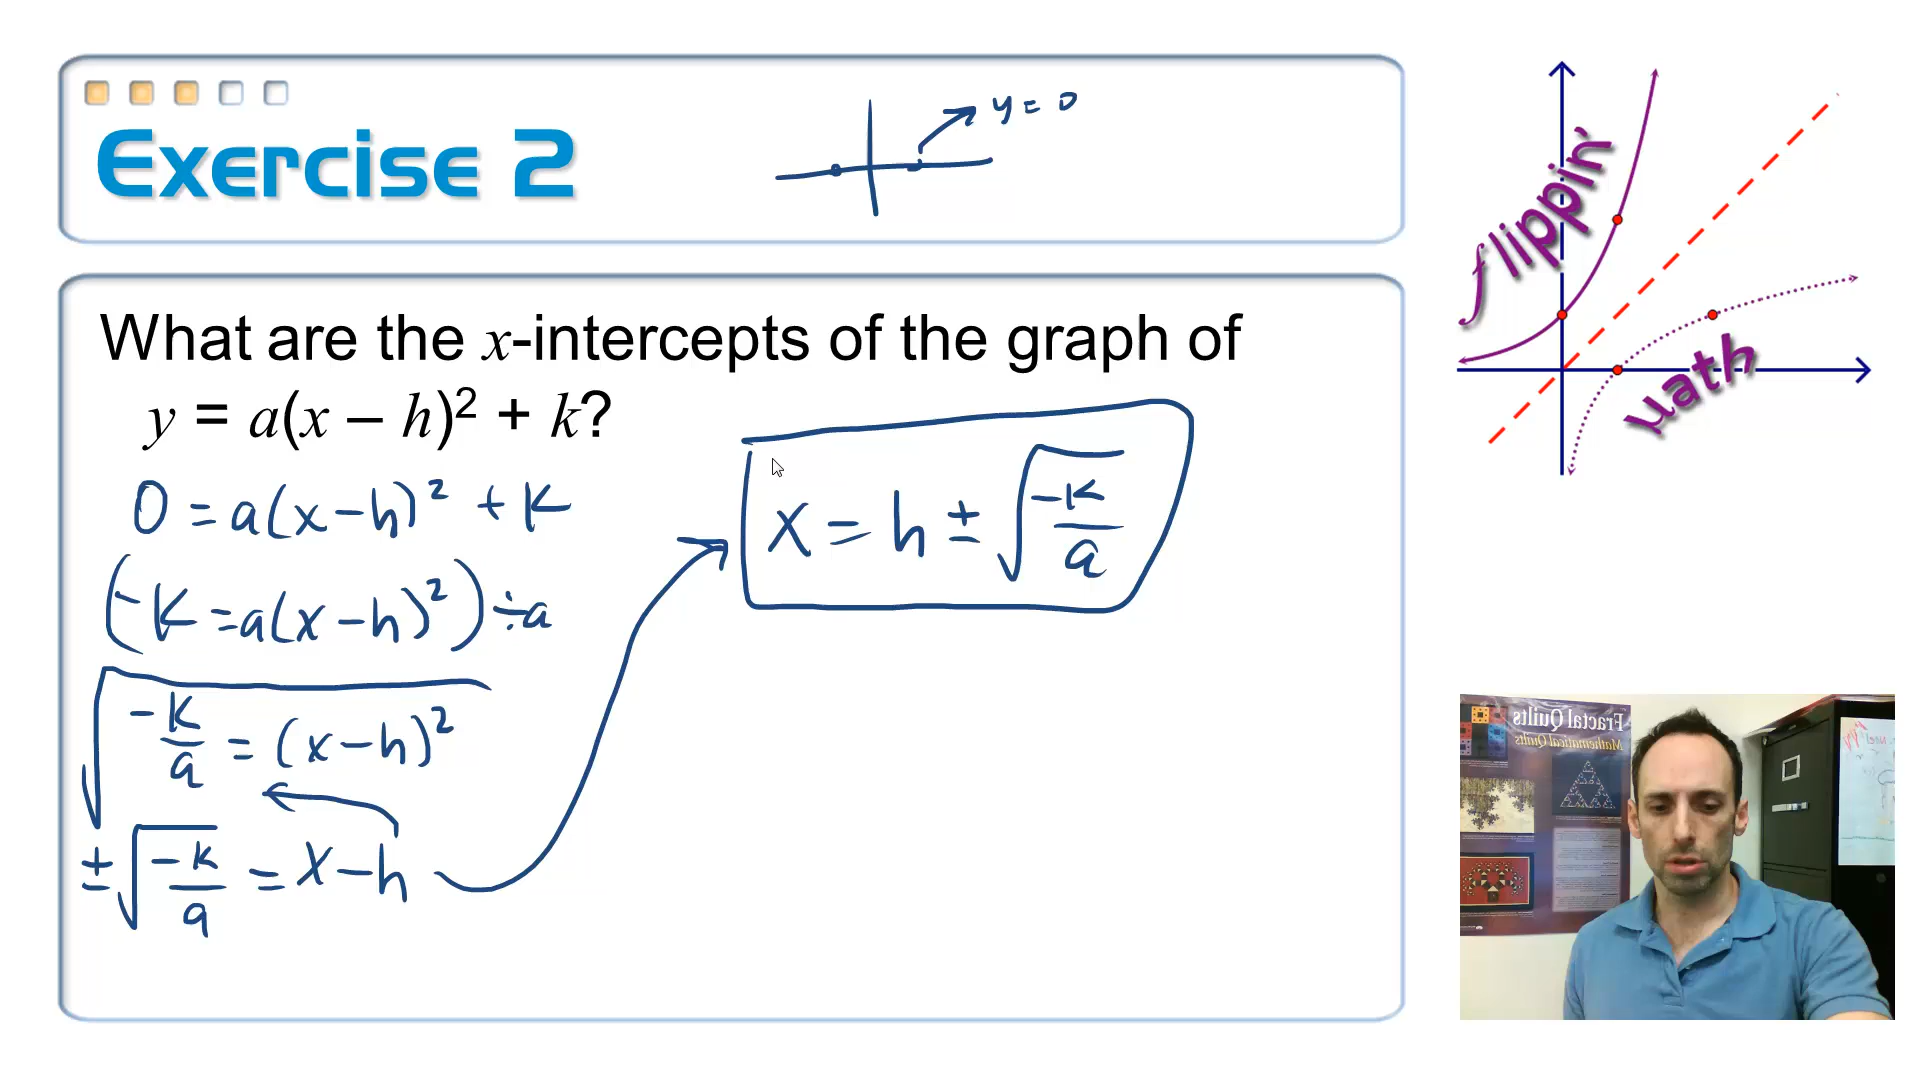 Exercise 2
y = 0
What are the x-intercepts of the graph of
y = a(x – h)² + k?
0 = a(x – h)² + K
(–K = a(x – h)²) ÷ a
√ –K/a = (x – h)²
± √(–K/a) = x – h
x = h ± √(–K/a)
flippin'
math
Fractal Quilts
Mathematical Quilts